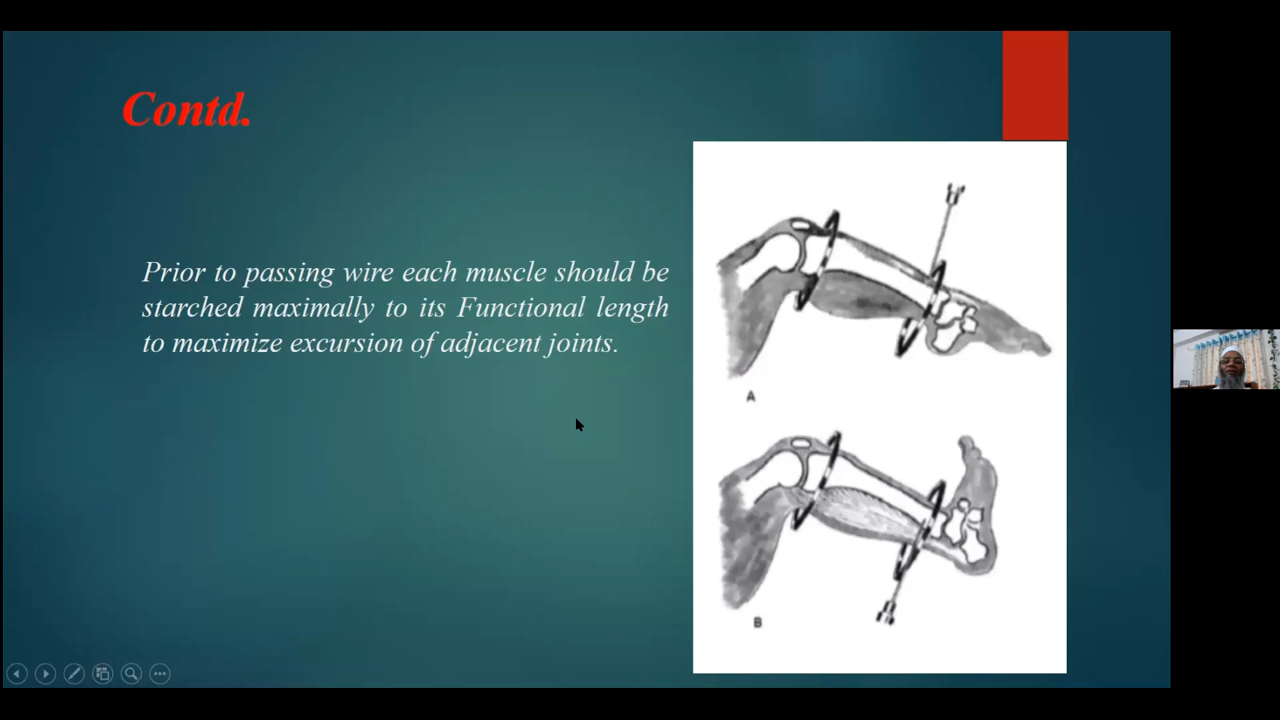 Contd.
Prior to passing wire each muscle should be
starched maximally to its Functional length
to maximize excursion of adjacent joints.
A
B